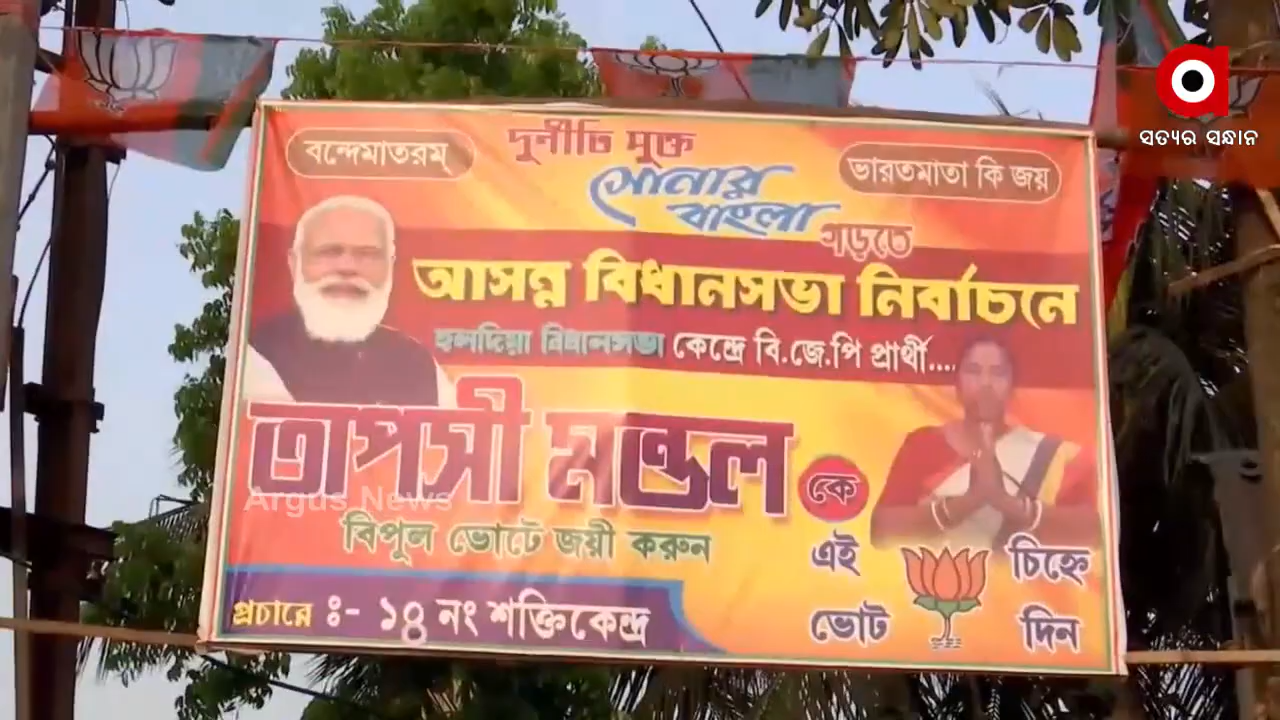 ସତ୍ୟର ସନ୍ଧାନ
বন্দেমাতরম্
দুর্নীতি মুক্ত
ভারতমাতা কি জয়
সোনার
বাংলা
গড়তে
আসন্ন বিধানসভা নির্বাচনে
হলদিয়া বিধানসভা কেন্দ্রে বি.জে.পি প্রার্থী....
তাপসী মন্ডল কে
Argus News
বিপুল ভোটে জয়ী করুন
এই চিহ্নে
ভোট দিন
প্রচারে ঃ- ১৪ নং শক্তিকেন্দ্র